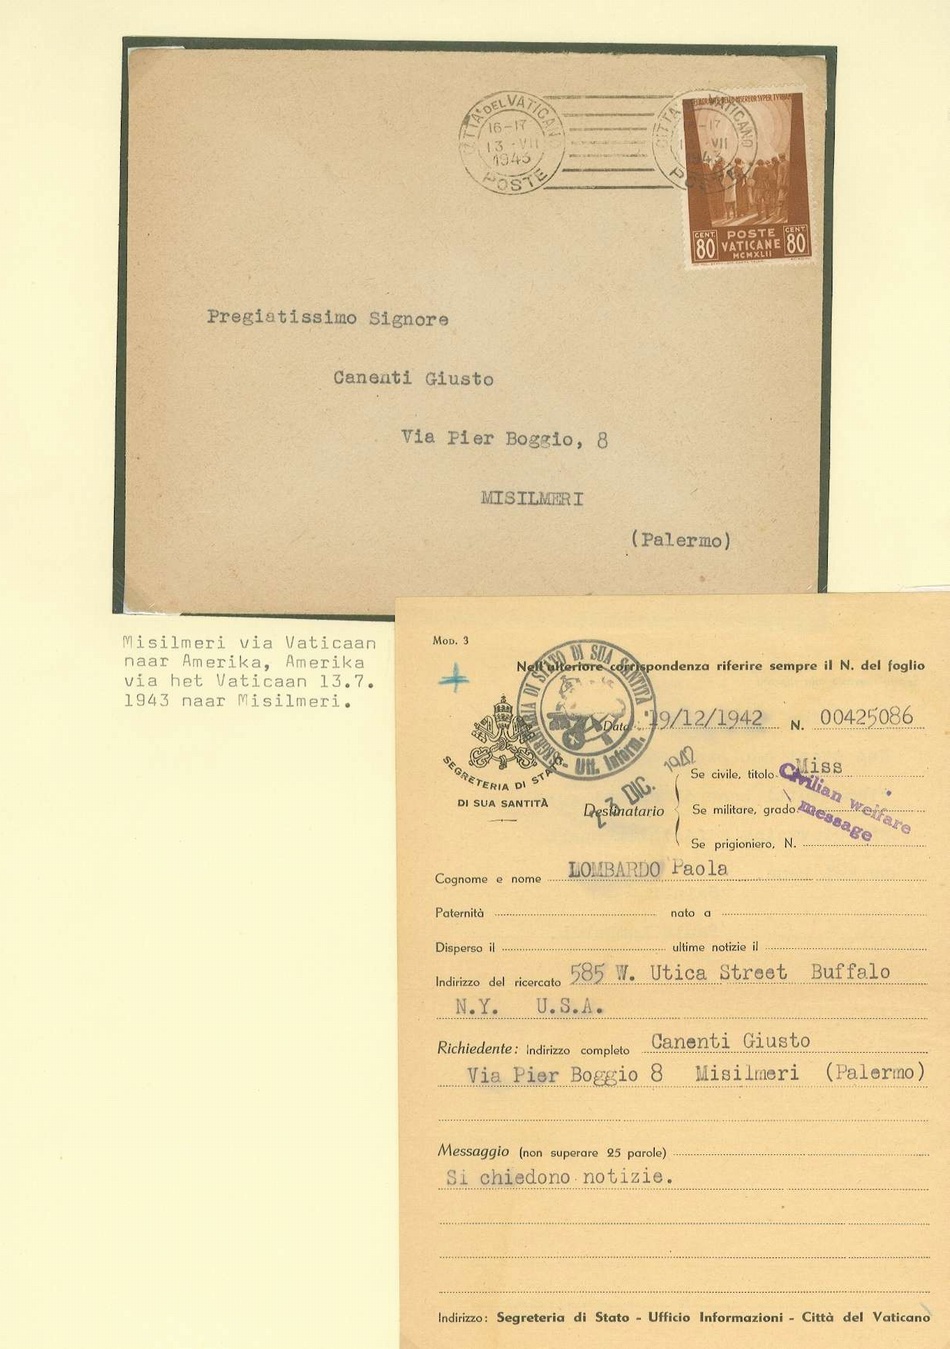 CITTA' DEL VATICANO
16-17
13 -VII
1943
POSTE
CITTA' VATICANO
-17
-VII
1943
CENT. 80
POSTE
VATICANE
MCMXLII
CENT. 80
Pregiatissimo Signore
Canenti Giusto
Via Pier Boggio, 8
MISILMERI
(Palermo)
Misilmeri via Vaticaan
naar Amerika, Amerika
via het Vaticaan 13.7.
1943 naar Misilmeri.
Mod. 3
Nell'ulteriore corrispondenza riferire sempre il N. del foglio
SEGRETERIA DI STATO DI SUA SANTITÀ
- Uff. Inform. -
Data 19/12/1942 N. 00425086
SEGRETERIA DI STATO
DI SUA SANTITÀ
23 DIC. 1942
Destinatario
Se civile, titolo Miss
Se militare, grado
Se prigioniero, N.
Civilian welfare
message
Cognome e nome LOMBARDO Paola
Paternità nato a
Disperso il ultime notizie il
Indirizzo del ricercato 585 W. Utica Street Buffalo
N.Y. U.S.A.
Richiedente: Indirizzo completo Canenti Giusto
Via Pier Boggio 8 Misilmeri (Palermo)
Messaggio (non superare 25 parole)
Si chiedono notizie.
Indirizzo: Segreteria di Stato - Ufficio Informazioni - Città del Vaticano